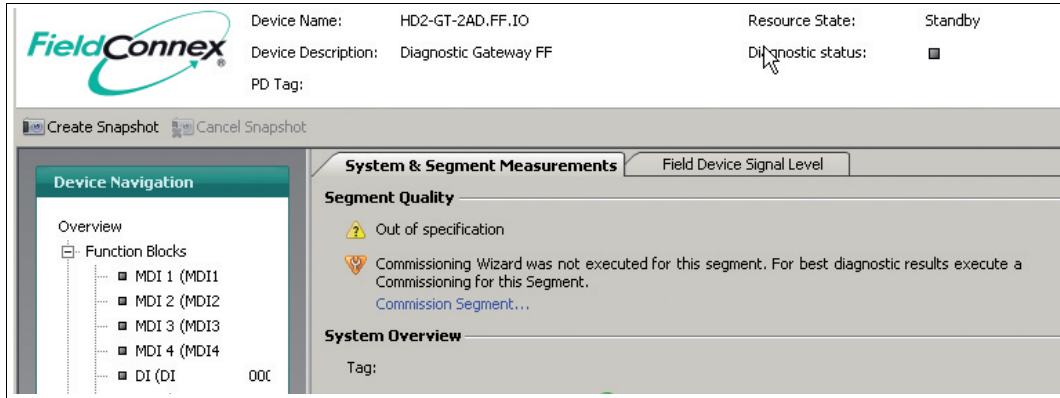 Device Name: HD2-GT-2AD.FF.IO Resource State: Standby
FieldConnex®
Device Description: Diagnostic Gateway FF Diagnostic status:
PD Tag:
Create Snapshot Cancel Snapshot
System & Segment Measurements Field Device Signal Level
Device Navigation
Segment Quality
Overview
Out of specification
Function Blocks
MDI 1 (MDI1
Commissioning Wizard was not executed for this segment. For best diagnostic results execute a
Commissioning for this Segment.
MDI 2 (MDI2
Commission Segment...
MDI 3 (MDI3
System Overview
MDI 4 (MDI4
Tag:
DI (DI 000